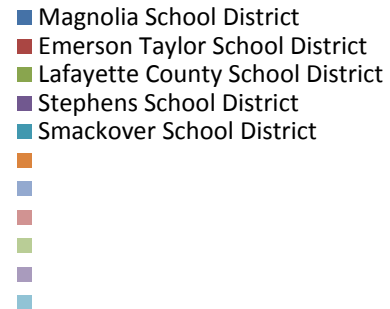 Magnolia School District
Emerson Taylor School District
Lafayette County School District
Stephens School District
Smackover School District